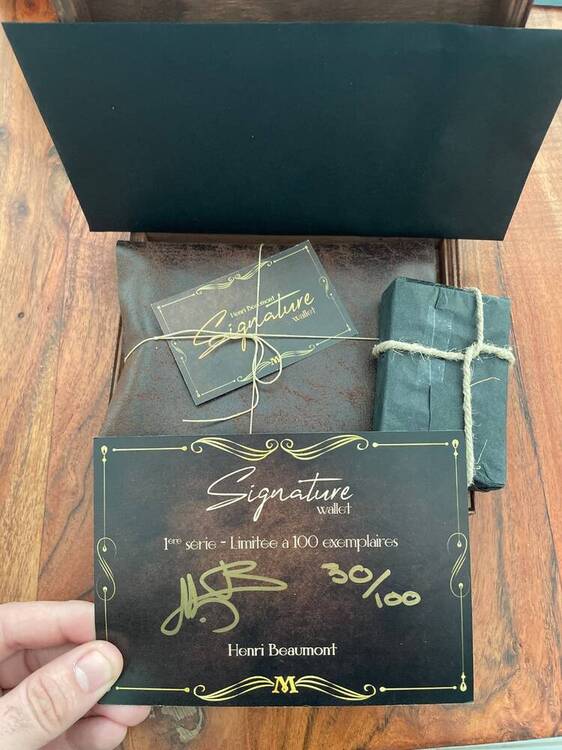 Henri Beaumont
Signature
wallet
M
Signature
wallet
1ère série - Limitée à 100 exemplaires
30/100
Henri Beaumont
M